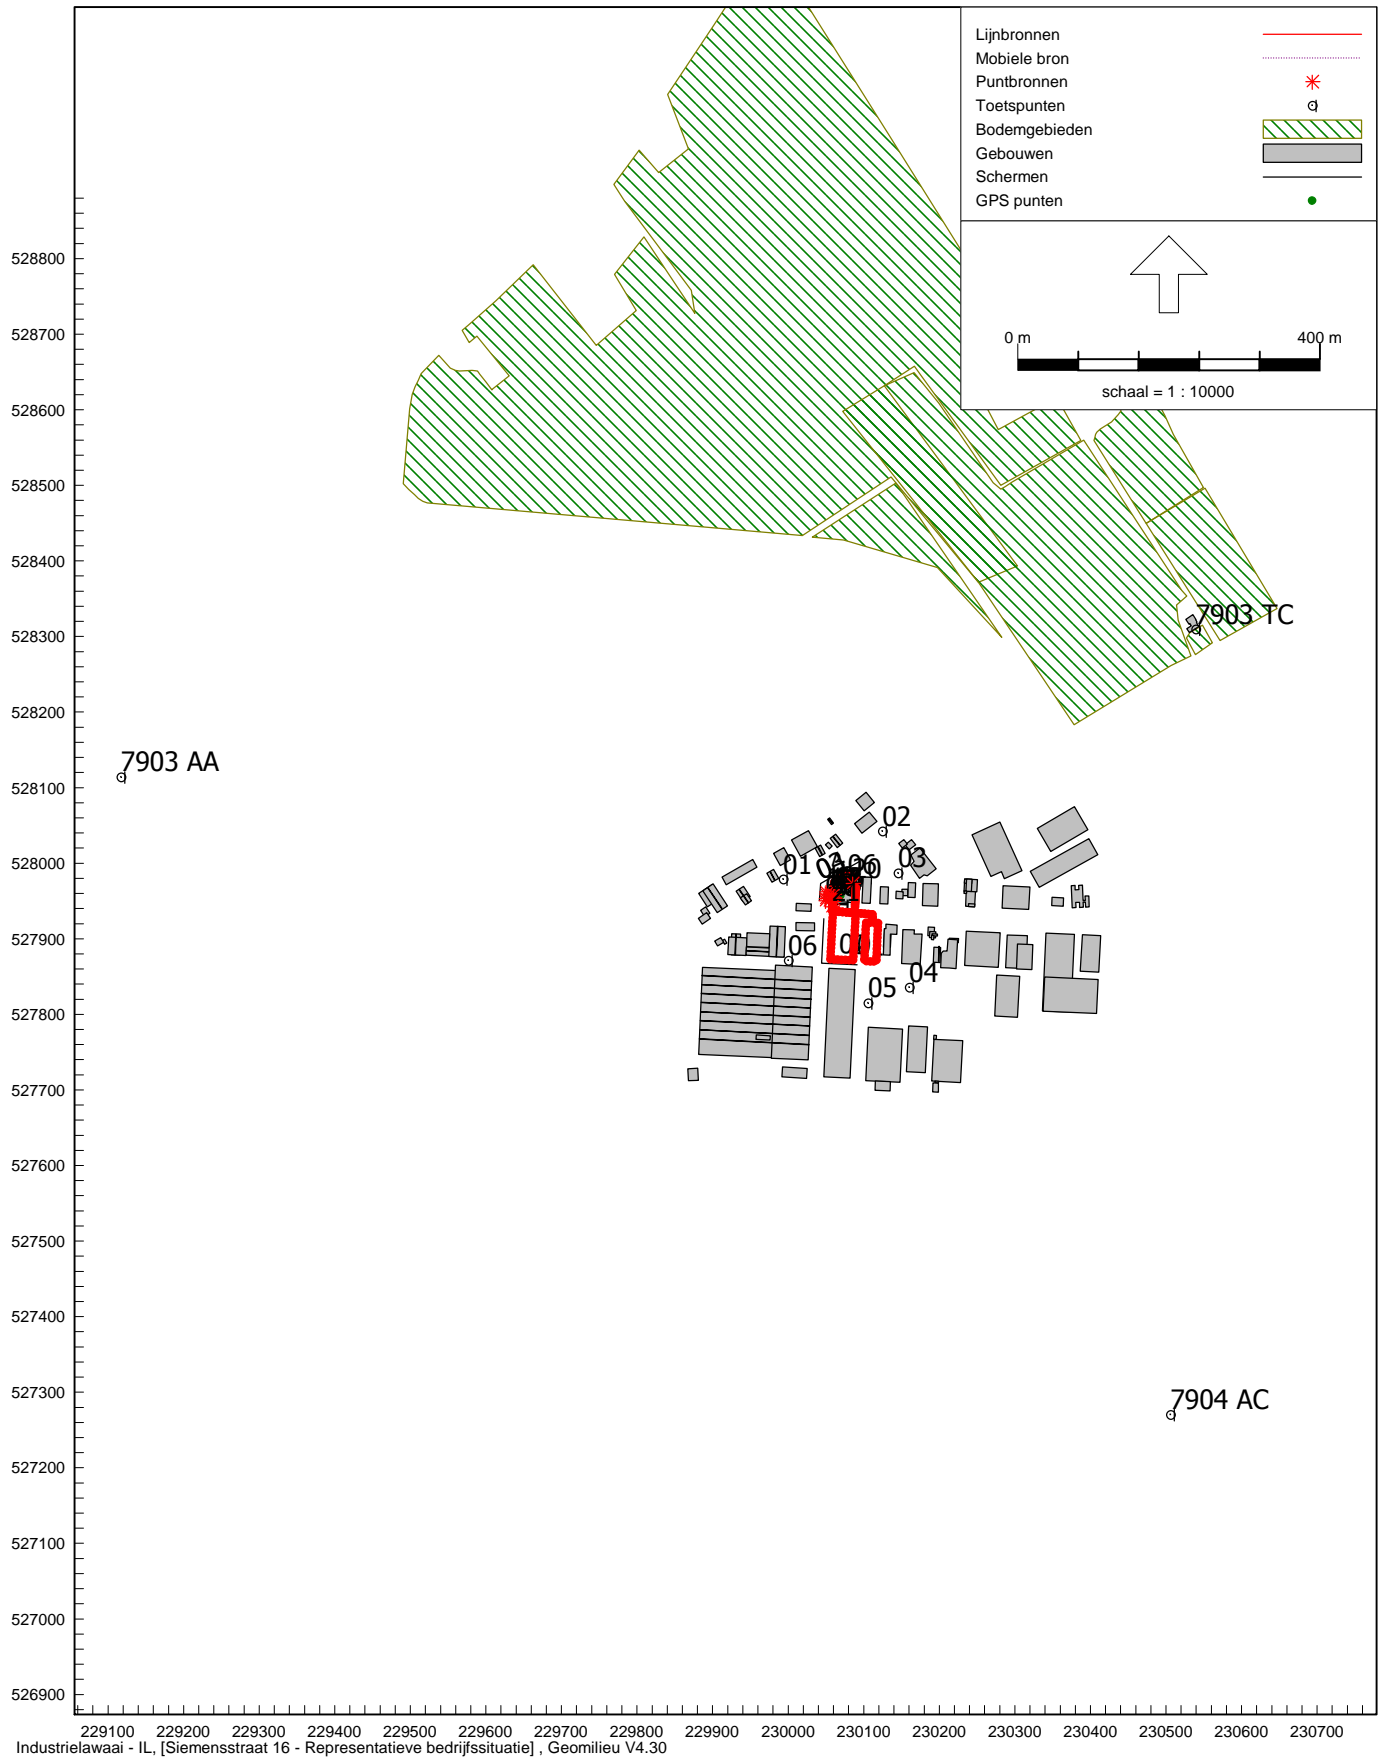 Lijnbronnen
Mobiele bron
Puntbronnen
Toetspunten
Bodemgebieden
Gebouwen
Schermen
GPS punten
0 m
400 m
schaal = 1 : 10000
528800
528700
528600
528500
528400
528300
528200
528100
528000
527900
527800
527700
527600
527500
527400
527300
527200
527100
527000
526900
7903 TC
7903 AA
02
01
03
06
04
05
7904 AC
229100 229200 229300 229400 229500 229600 229700 229800 229900 230000 230100 230200 230300 230400 230500 230600 230700
Industrielawaai - IL, [Siemensstraat 16 - Representatieve bedrijfssituatie] , Geomilieu V4.30